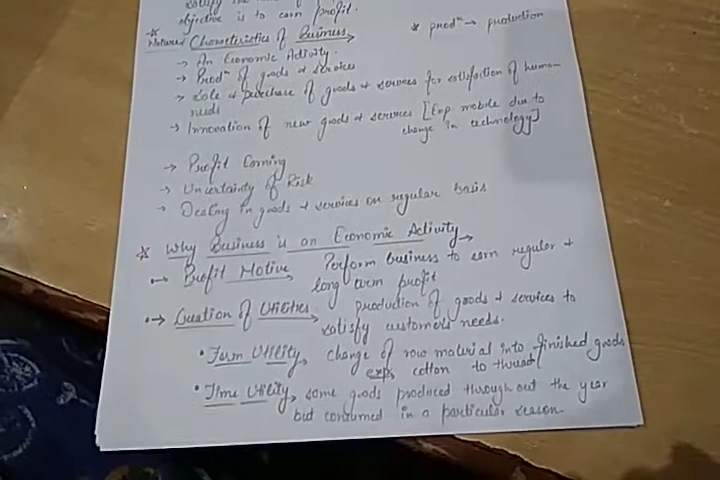 satisfy the
objective is to earn profit.
* prodⁿ → production
* Nature / Characteristics of Business →
→ An Economic Activity.
→ Prodⁿ of goods & services
→ Sale & purchase of goods & services for satisfaction of human
needs
→ Innovation of new goods & services [Exp. mobile due to
change in technology]
→ Profit Earning
→ Uncertainty of Risk
→ Dealing in goods & services on regular basis
* Why Business is an Economic Activity →
•→ Profit Motive Perform business to earn regular &
long term profit
•→ Creation of Utilities, production of goods & services to
satisfy customers needs.
• Form Utility, change of raw material into finished goods
exp, cotton to thread
• Time Utility, some goods produced through out the year
but consumed in a particular season.